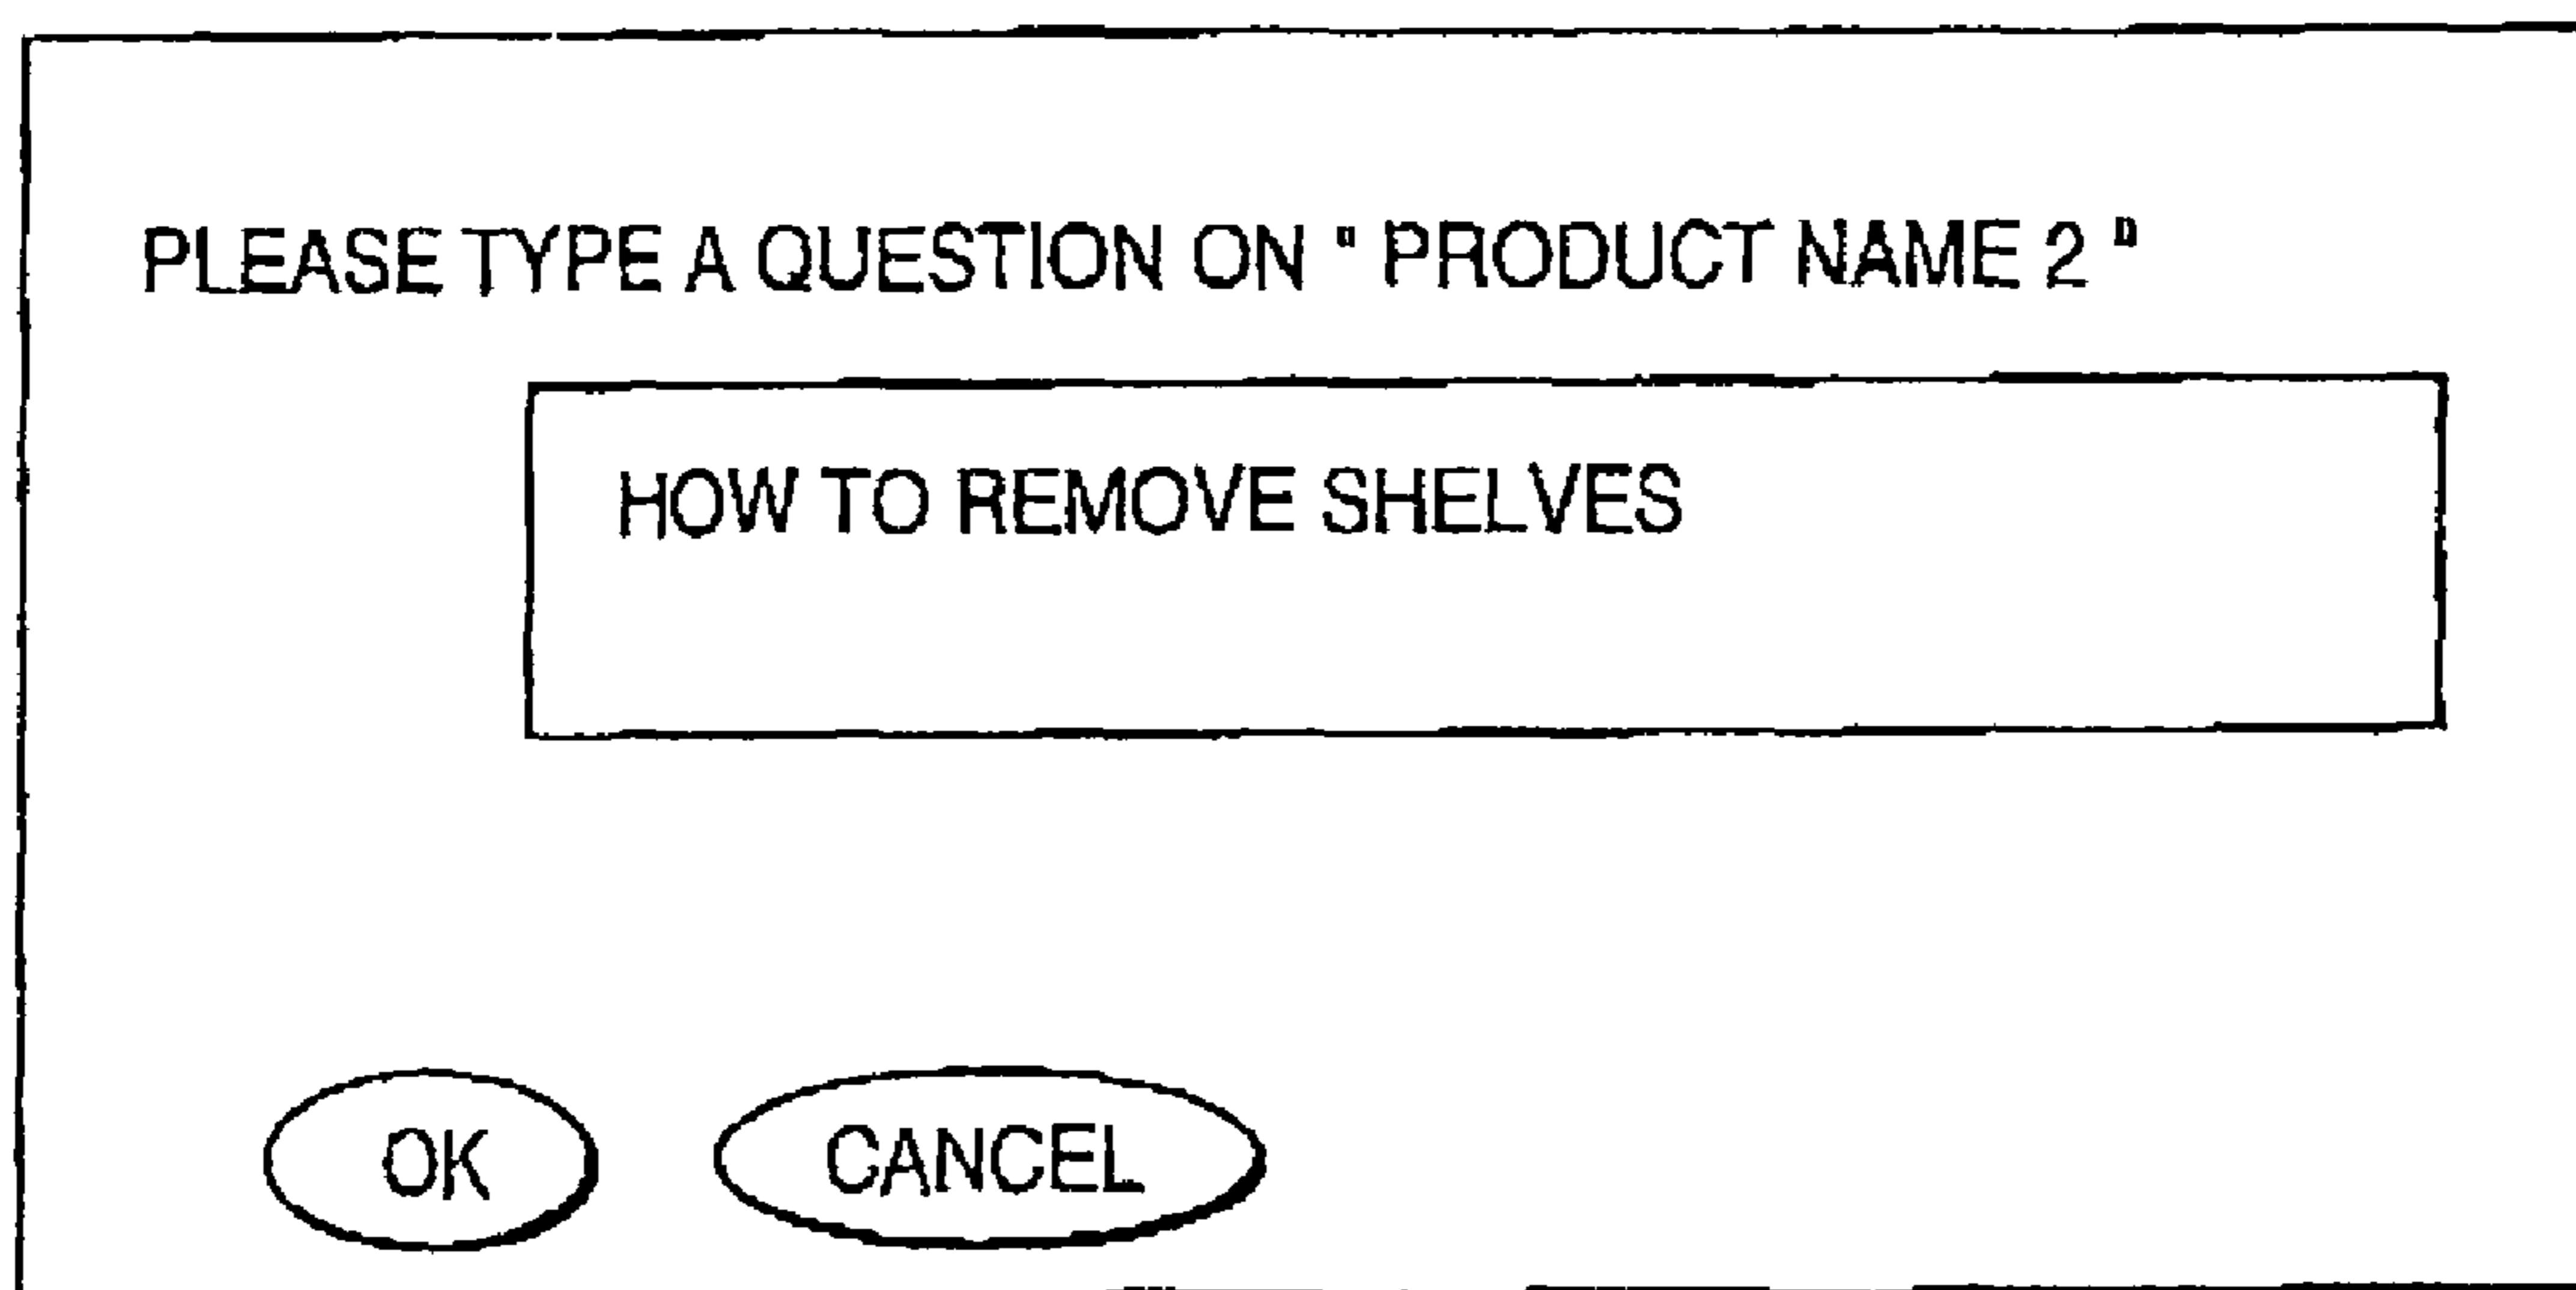 PLEASE TYPE A QUESTION ON " PRODUCT NAME 2 "
HOW TO REMOVE SHELVES
OK CANCEL